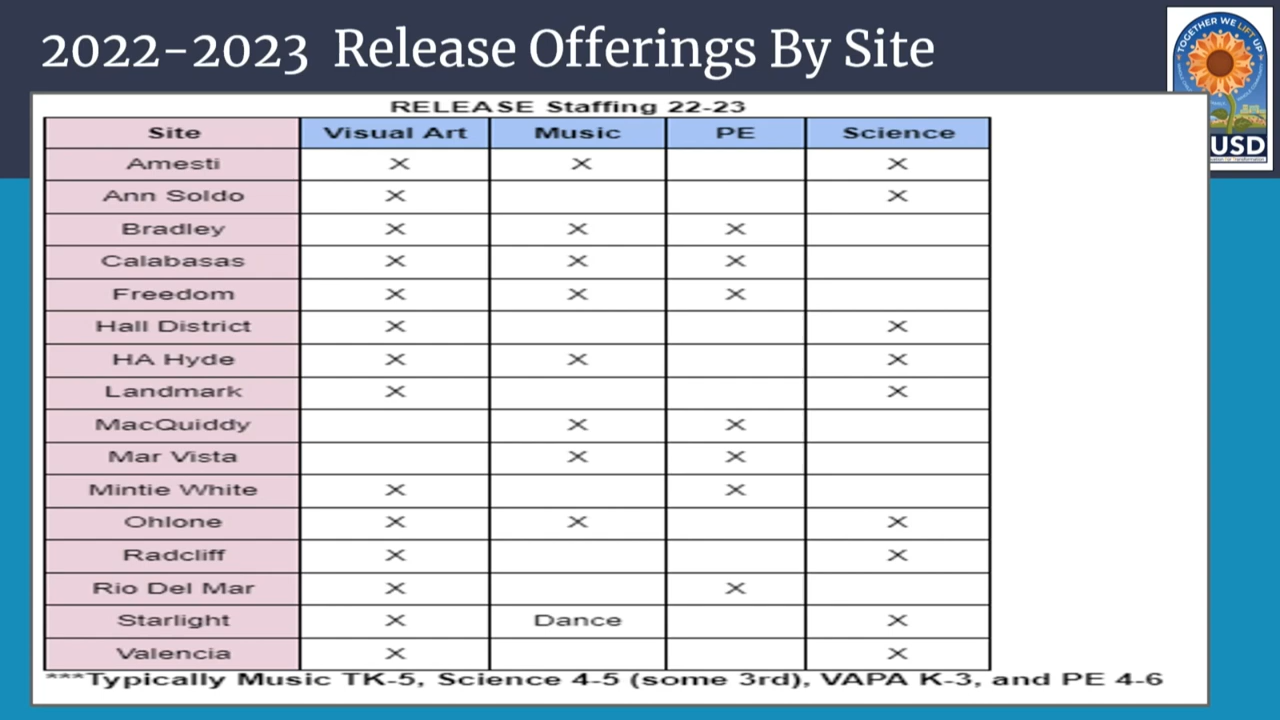 2022-2023 Release Offerings By Site
TOGETHER WE LIFT UP
USD
RELEASE Staffing 22-23
Site Visual Art Music PE Science
Amesti X X X
Ann Soldo X X
Bradley X X X
Calabasas X X X
Freedom X X X
Hall District X X
HA Hyde X X X
Landmark X X
MacQuiddy X X
Mar Vista X X
Mintie White X X
Ohlone X X X
Radcliff X X
Rio Del Mar X X
Starlight X Dance X
Valencia X X
***Typically Music TK-5, Science 4-5 (some 3rd), VAPA K-3, and PE 4-6